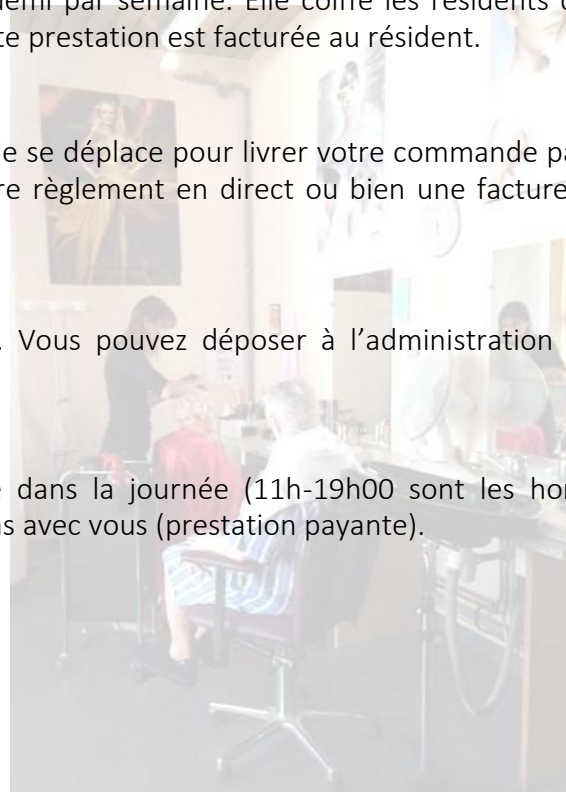 demi par semaine. Elle coiffe les résidents
te prestation est facturée au résident.
e se déplace pour livrer votre commande pa
re règlement en direct ou bien une facture
. Vous pouvez déposer à l’administration
dans la journée (11h-19h00 sont les hor
s avec vous (prestation payante).